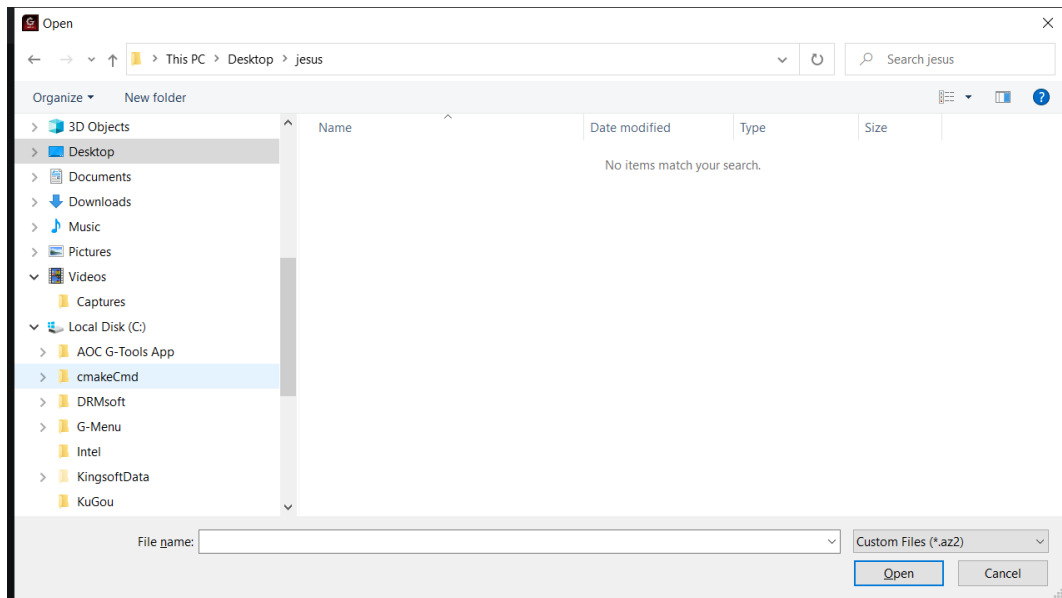 Open
This PC > Desktop > jesus
Search jesus
Organize
New folder
3D Objects
Desktop
Documents
Downloads
Music
Pictures
Videos
Captures
Local Disk (C:)
AOC G-Tools App
cmakeCmd
DRMsoft
G-Menu
Intel
KingsoftData
KuGou
Name Date modified Type Size
No items match your search.
File name:
Custom Files (*.az2)
Open Cancel